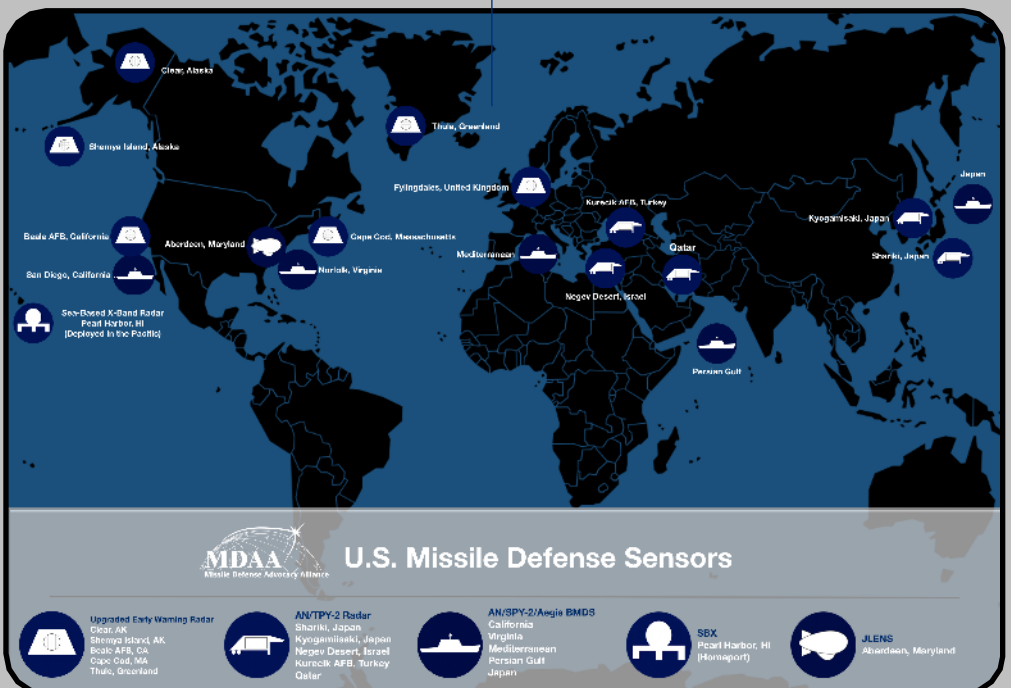 Clear, Alaska
Thule, Greenland
Shemya Island, Alaska
Japan
Fylingdales, United Kingdom
Kurecik AFB, Turkey
Kyogamisaki, Japan
Beale AFB, California
Aberdeen, Maryland
Cape Cod, Massachusetts
Qatar
Mediterranean
Shariki, Japan
San Diego, California
Norfolk, Virginia
Negev Desert, Israel
Sea-Based X-Band Radar
Pearl Harbor, HI
(Deployed in the Pacific)
Persian Gulf
MDAA
Missile Defense Advocacy Alliance
U.S. Missile Defense Sensors
Upgraded Early Warning Radar
Clear, AK
Shemya Island, AK
Beale AFB, CA
Cape Cod, MA
Thule, Greenland
AN/TPY-2 Radar
Shariki, Japan
Kyogamiisaki, Japan
Negev Desert, Israel
Kurecik AFB, Turkey
Qatar
AN/SPY-2/Aegis BMDS
California
Virginia
Mediterranean
Persian Gulf
Japan
SBX
Pearl Harbor, HI
(Homeport)
JLENS
Aberdeen, Maryland